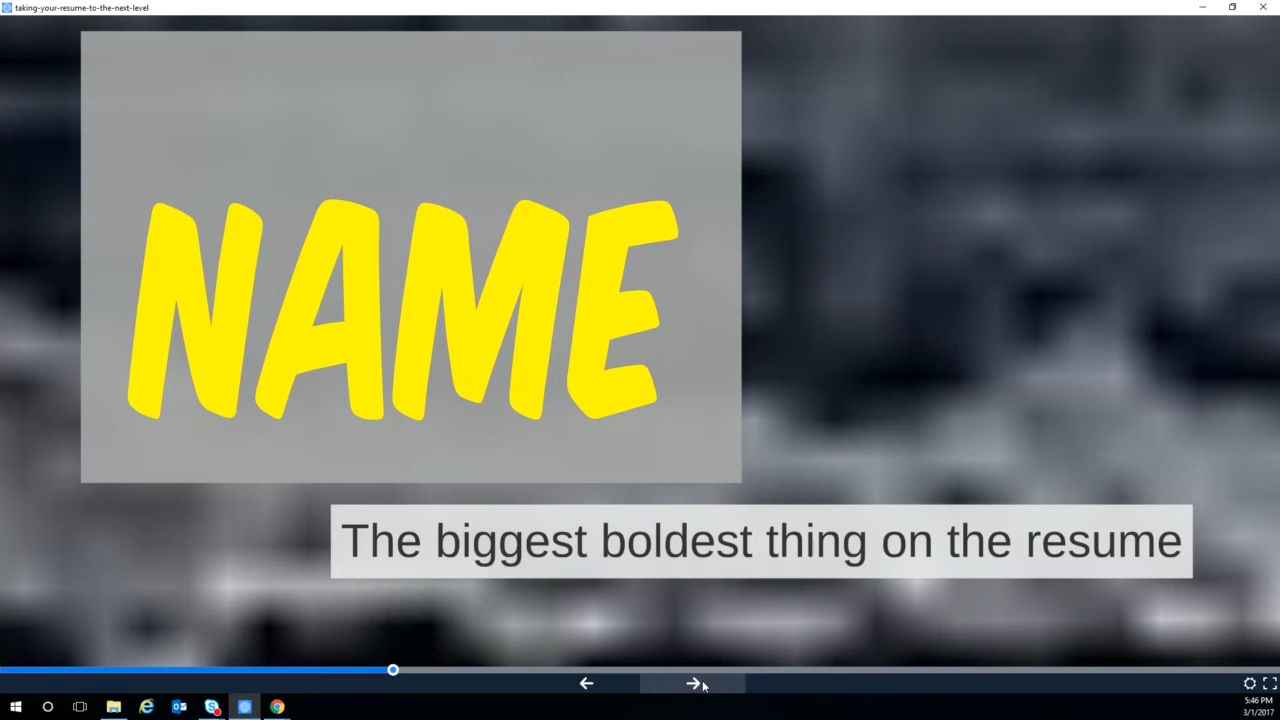 taking-your-resume-to-the-next-level
NAME
The biggest boldest thing on the resume
5:46 PM
3/1/2017